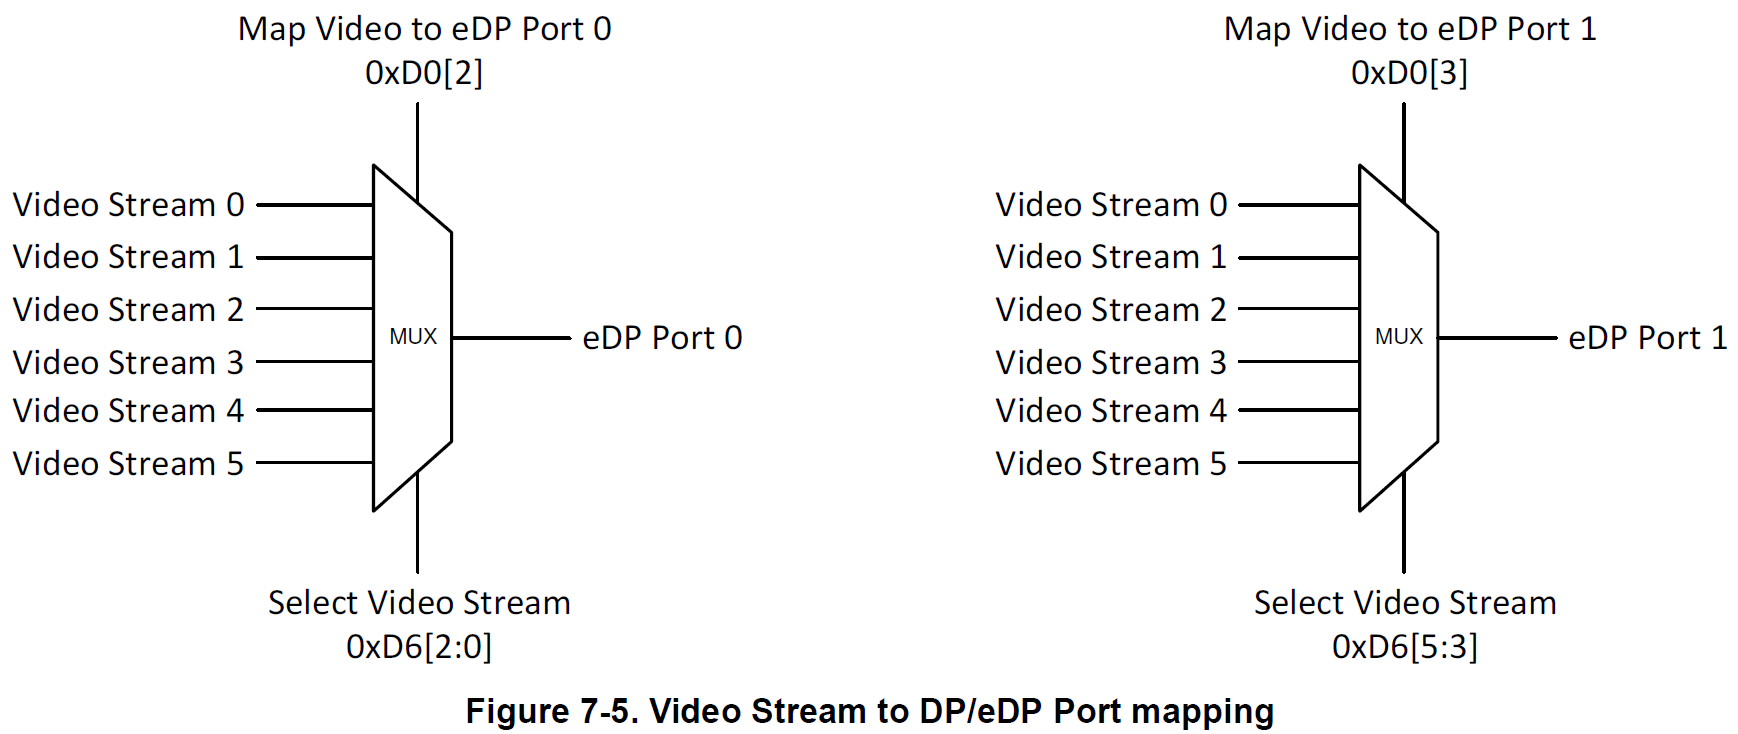 Map Video to eDP Port 0
0xD0[2]
Video Stream 0
Video Stream 1
Video Stream 2
Video Stream 3
Video Stream 4
Video Stream 5
MUX
eDP Port 0
Select Video Stream
0xD6[2:0]
Map Video to eDP Port 1
0xD0[3]
Video Stream 0
Video Stream 1
Video Stream 2
Video Stream 3
Video Stream 4
Video Stream 5
MUX
eDP Port 1
Select Video Stream
0xD6[5:3]
Figure 7-5. Video Stream to DP/eDP Port mapping